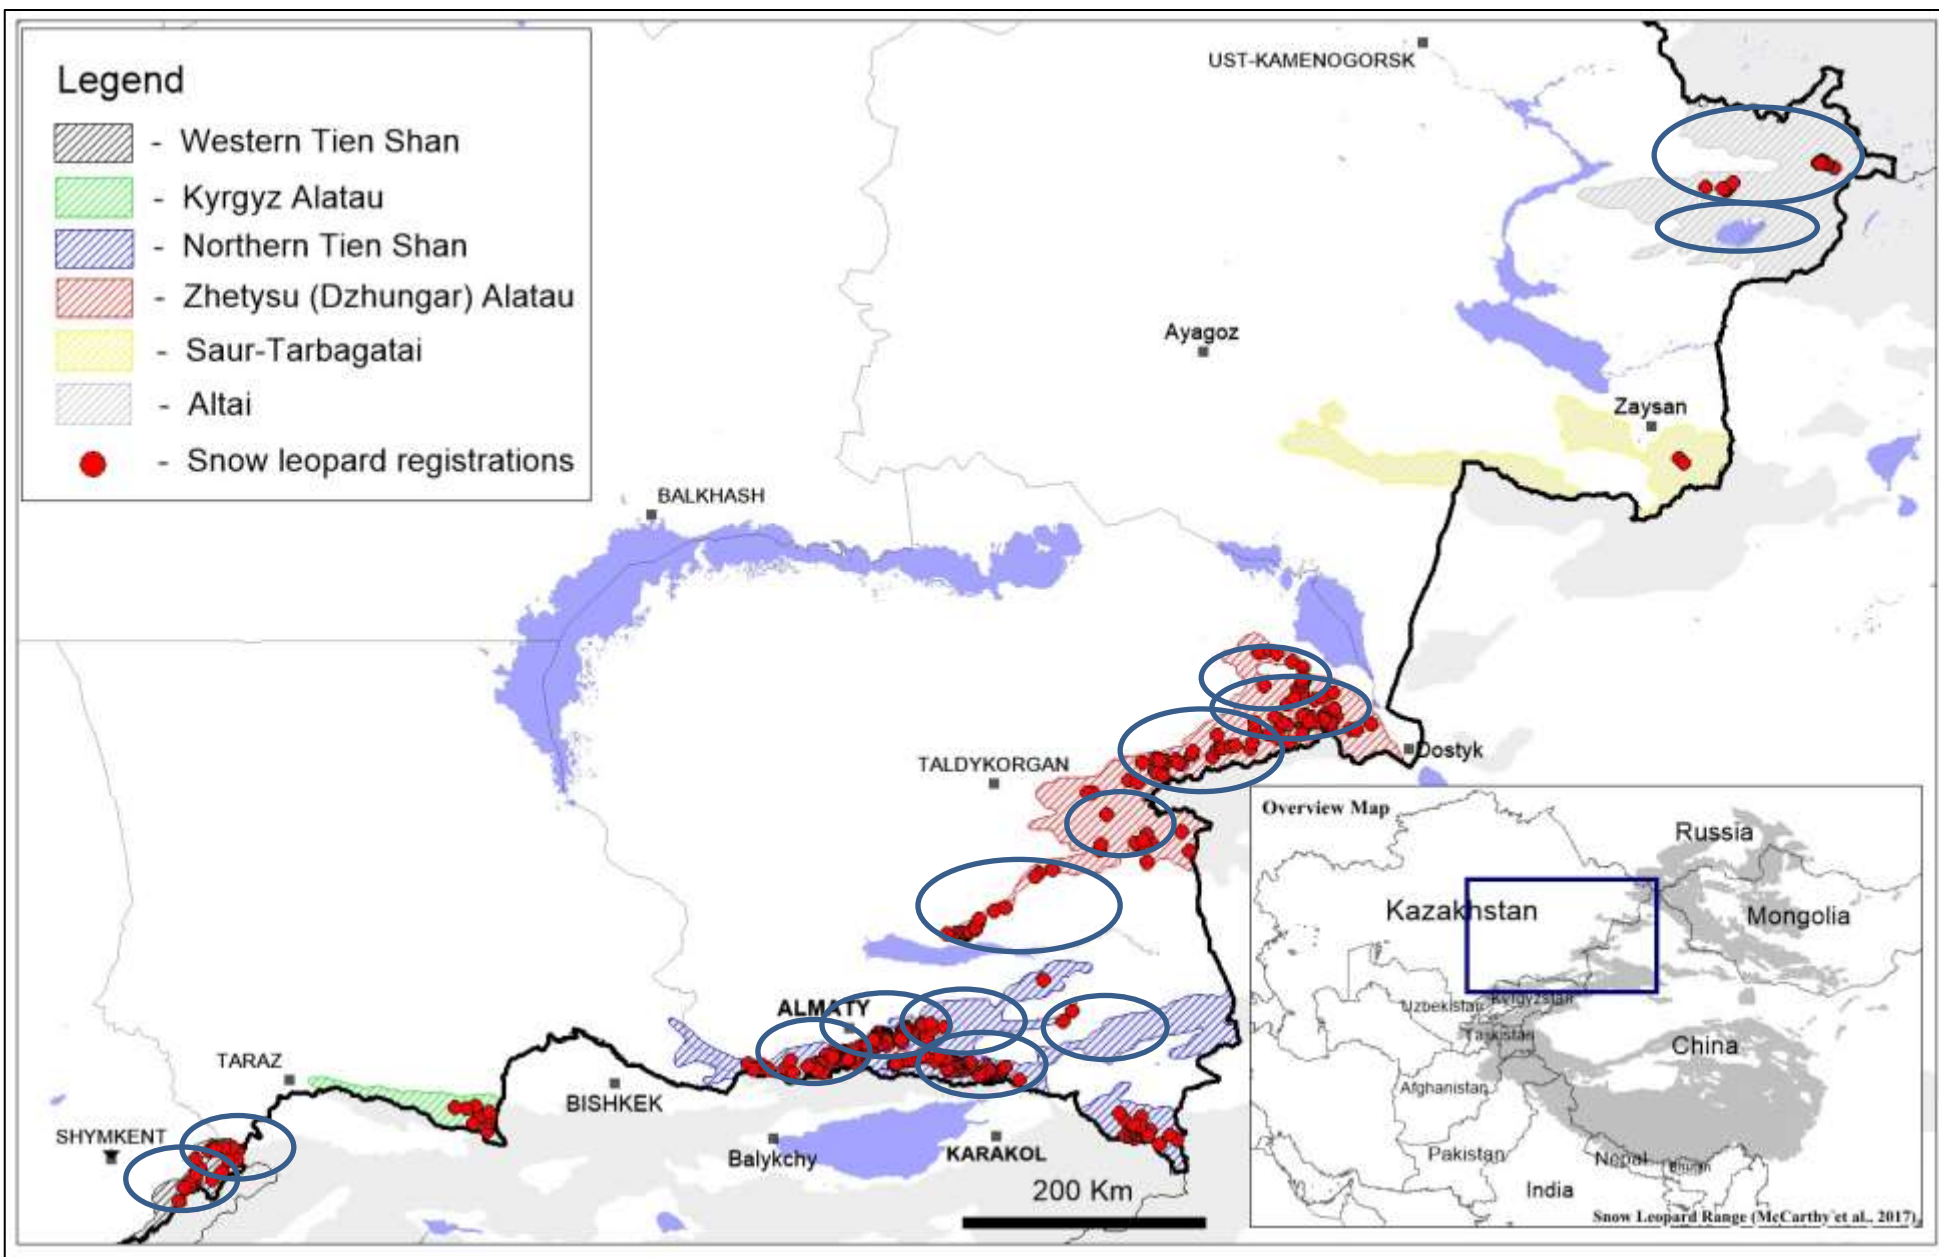 Legend
- Western Tien Shan
- Kyrgyz Alatau
- Northern Tien Shan
- Zhetysu (Dzhungar) Alatau
- Saur-Tarbagatai
- Altai
- Snow leopard registrations
UST-KAMENOGORSK
Ayagoz
Zaysan
BALKHASH
TALDYKORGAN
Dostyk
ALMATY
TARAZ
BISHKEK
SHYMKENT
Balykchy
KARAKOL
200 Km
Overview Map
Russia
Kazakhstan
Mongolia
Uzbekistan
Kyrgyzstan
Tajikistan
China
Afghanistan
Pakistan
Nepal
Bhutan
India
Snow Leopard Range (McCarthy et al., 2017)